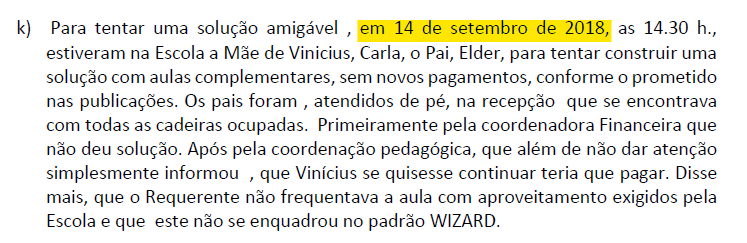 k) Para tentar uma solução amigável , em 14 de setembro de 2018, as 14.30 h.,
estiveram na Escola a Mãe de Vinicius, Carla, o Pai, Elder, para tentar construir uma
solução com aulas complementares, sem novos pagamentos, conforme o prometido
nas publicações. Os pais foram , atendidos de pé, na recepção que se encontrava
com todas as cadeiras ocupadas. Primeiramente pela coordenadora Financeira que
não deu solução. Após pela coordenação pedagógica, que além de não dar atenção
simplesmente informou , que Vinícius se quisesse continuar teria que pagar. Disse
mais, que o Requerente não frequentava a aula com aproveitamento exigidos pela
Escola e que este não se enquadrou no padrão WIZARD.